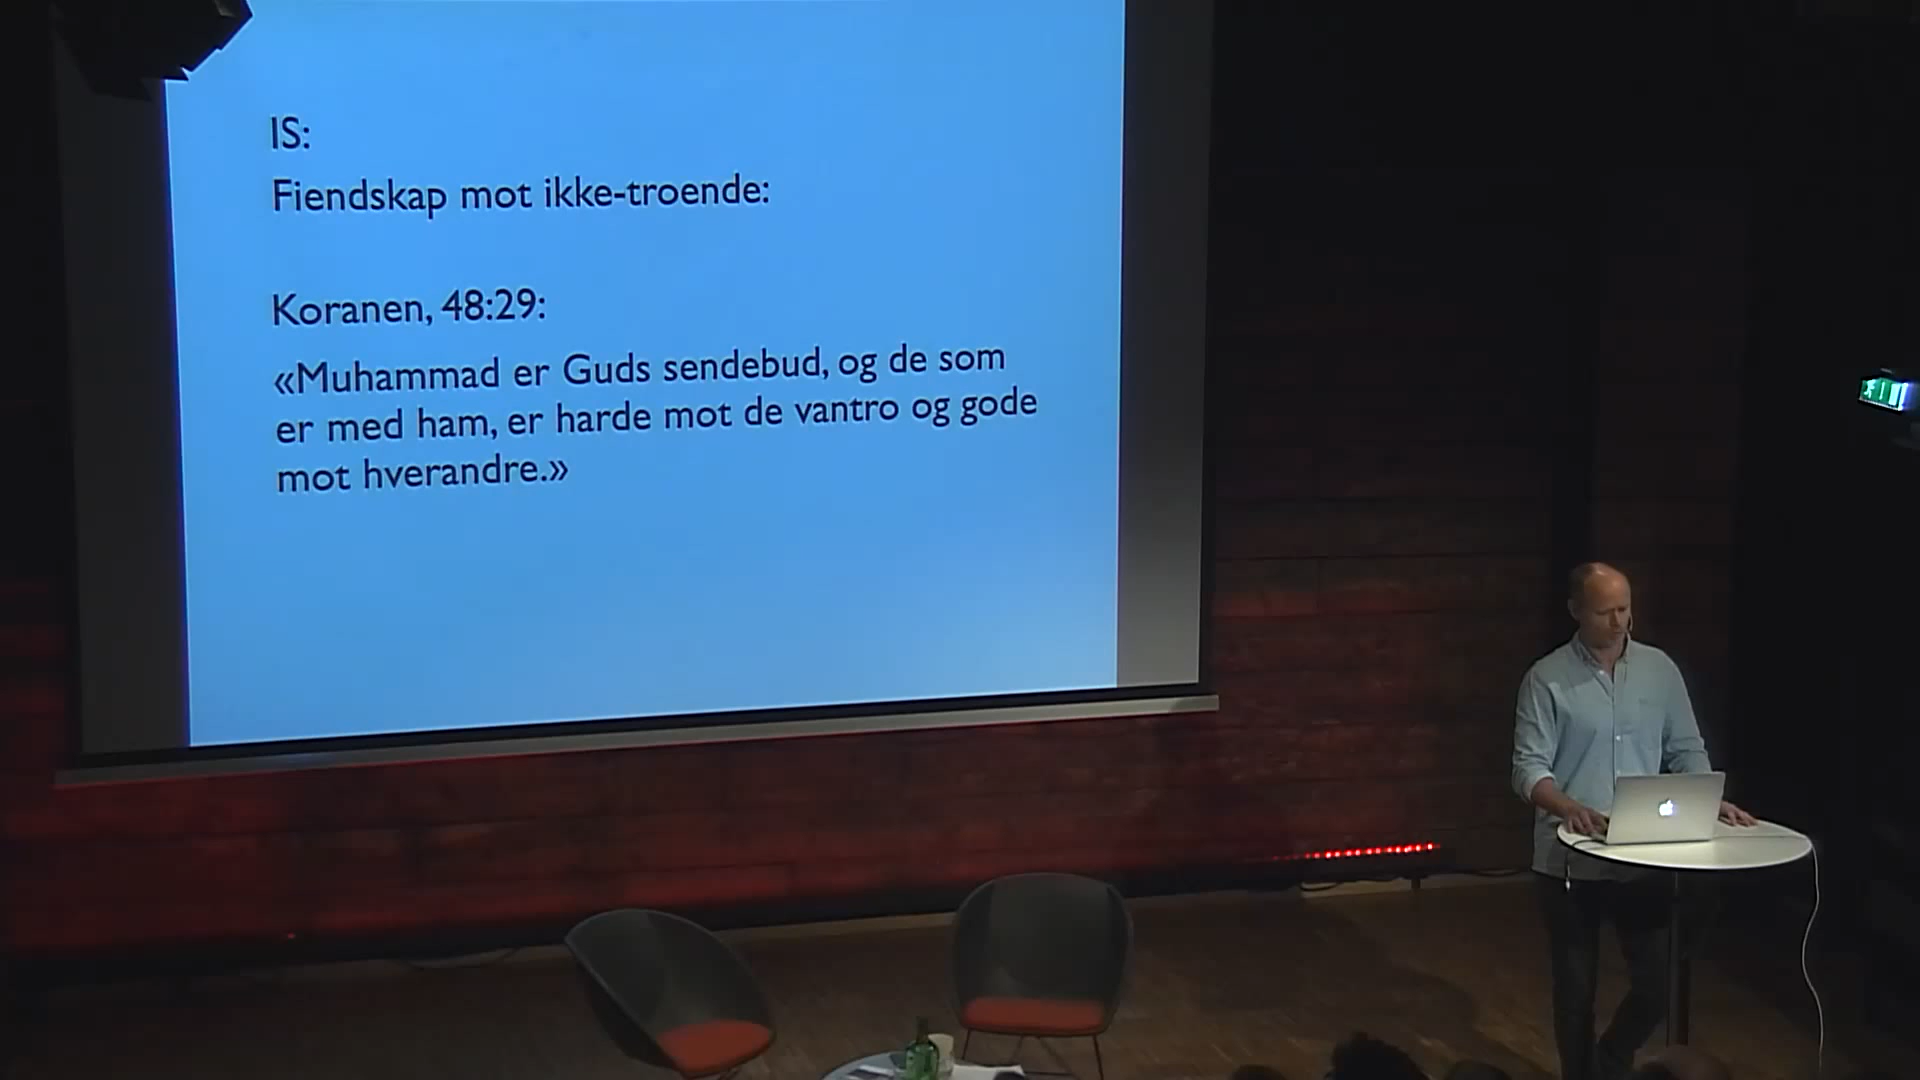 IS:
Fiendskap mot ikke-troende:
Koranen, 48:29:
«Muhammad er Guds sendebud, og de som
er med ham, er harde mot de vantro og gode
mot hverandre.»